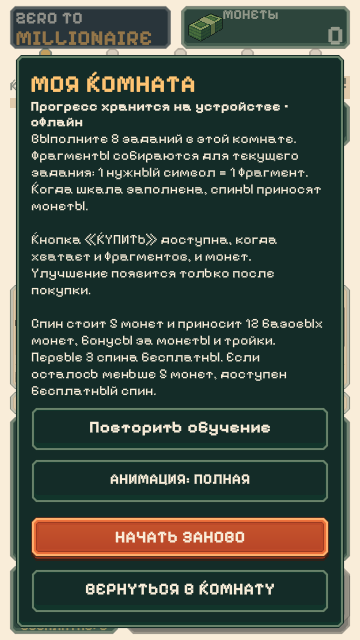 ZERO TO
MILLIONAIRE
МОНЕТЫ
0
МОЯ КОМНАТА
Прогресс хранится на устройстве ·
офлайн
Выполните 8 заданий в этой комнате.
Фрагменты собираются для текущего
задания: 1 нужный символ = 1 фрагмент.
Когда шкала заполнена, спины приносят
монеты.
Кнопка «КУПИТЬ» доступна, когда
хватает и фрагментов, и монет.
Улучшение появится только после
покупки.
Спин стоит 8 монет и приносит 12 базовых
монет, бонусы за монеты и тройки.
Первые 3 спина бесплатны. Если
осталось меньше 8 монет, доступен
бесплатный спин.
Повторить обучение
АНИМАЦИЯ: ПОЛНАЯ
НАЧАТЬ ЗАНОВО
ВЕРНУТЬСЯ В КОМНАТУ